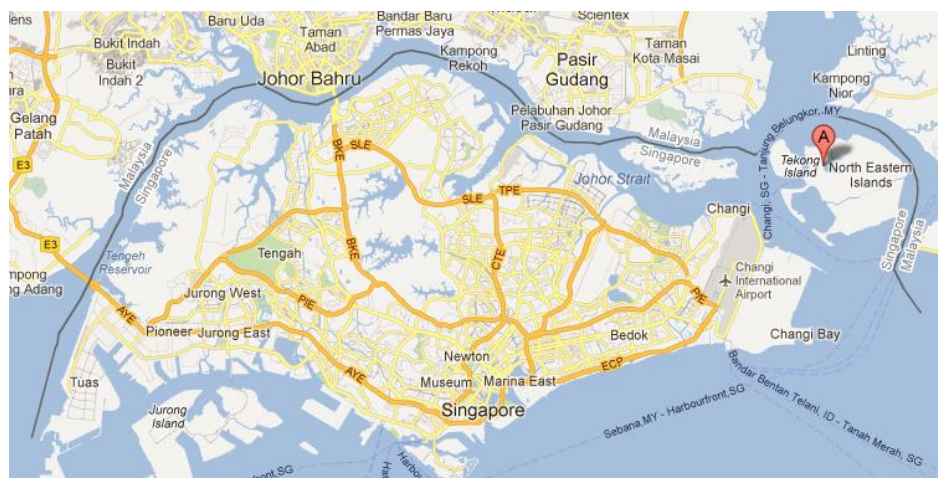 Baru Uda
Taman
Abad
Bandar Baru
Permas Jaya
Scientex
Bukit Indah
Bukit
Indah 2
Johor Bahru
Kampong
Rekoh
Pasir
Gudang
Taman
Kota Masai
Linting
Kampong
Nior
Gelang
Patah
E3
Malaysia
Singapore
BKE
SLE
Pelabuhan Johor
Pasir Gudang
Malaysia
Singapore
Changi, SG - Tanjung Belungkor, MY
A
Tekong
Island
North Eastern
Islands
Johor Strait
SLE
TPE
Changi
E3
Tengeh
Reservoir
Tengah
BKE
CTE
Singapore
Malaysia
Changi
International
Airport
Jurong West
PIE
PIE
AYE
Pioneer
Jurong East
Bedok
Changi Bay
Newton
ECP
Tuas
AYE
Museum
Marina East
Singapore
Jurong
Island
Bandar Bentan Telani, ID - Tanah Merah, SG
Sebana,MY - Harbourfront,SG